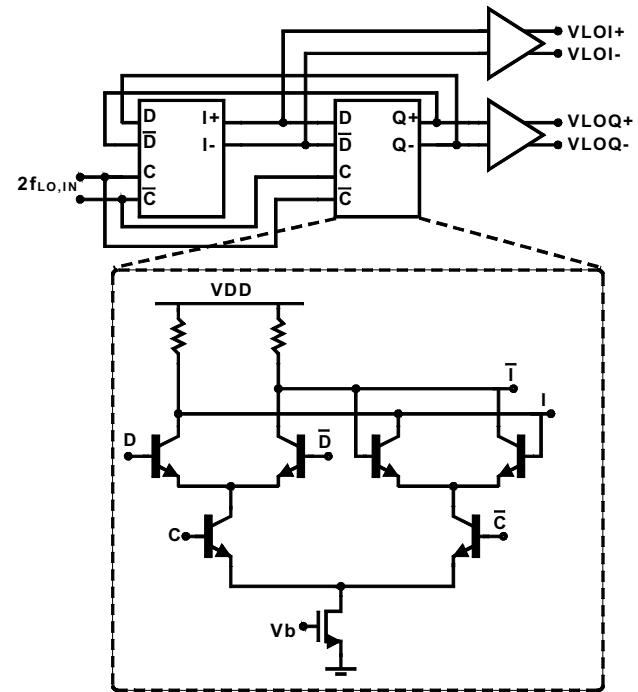 VLOI+
VLOI-
D I+ D Q+ VLOQ+
D̅ I- D̅ Q- VLOQ-
C C
2fLO,IN
C̅ C̅
VDD
I̅
I
D D̅
C C̅
Vb